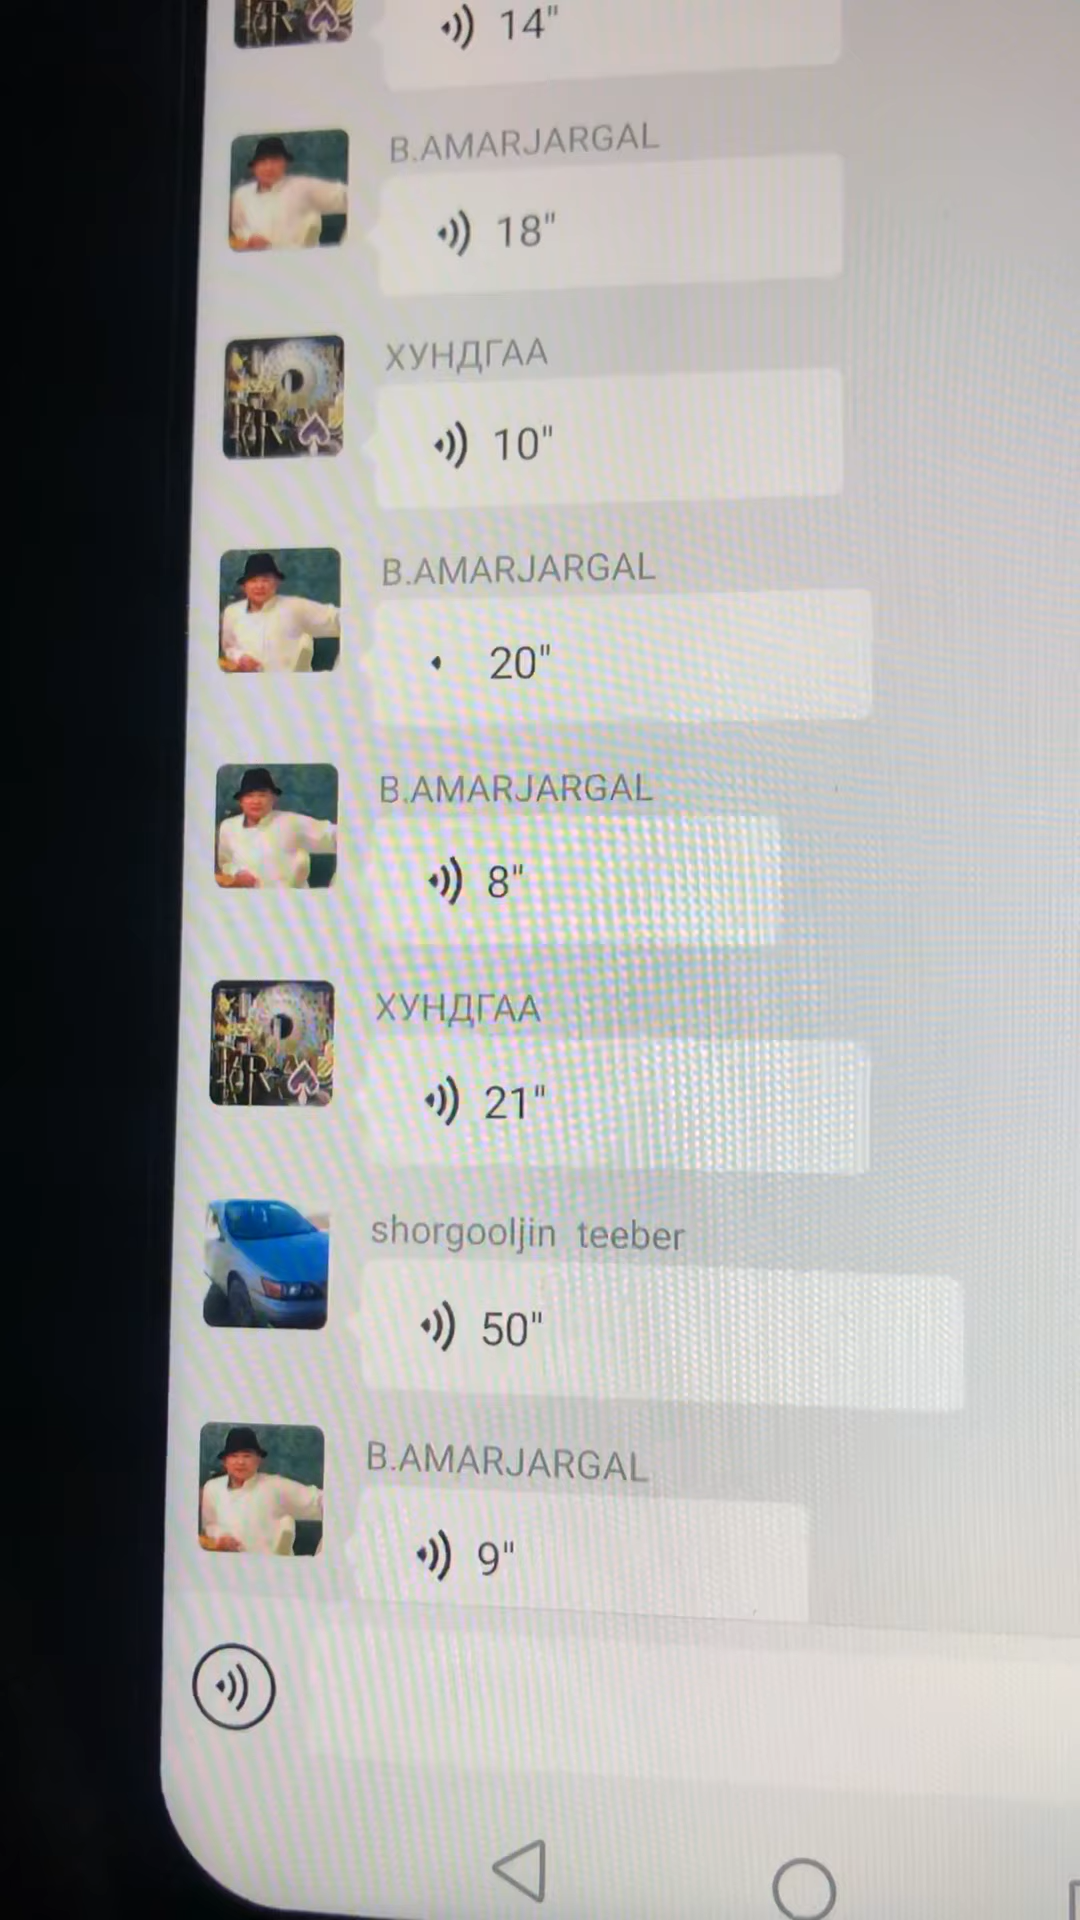 14"
B.AMARJARGAL
18"
ХУНДГАА
10"
B.AMARJARGAL
20"
B.AMARJARGAL
8"
ХУНДГАА
21"
shorgooljin teeber
50"
B.AMARJARGAL
9"